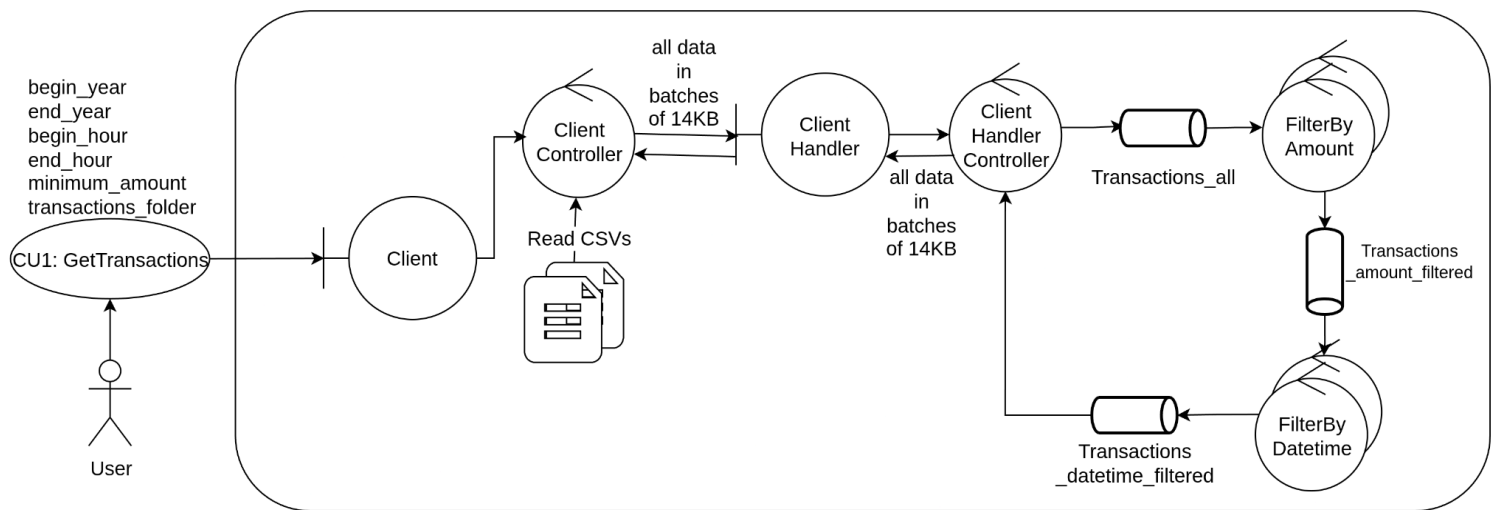 begin_year
end_year
begin_hour
end_hour
minimum_amount
transactions_folder
CU1: GetTransactions
User
Client
Client
Controller
Read CSVs
all data
in
batches
of 14KB
Client
Handler
Client
Handler
Controller
all data
in
batches
of 14KB
Transactions_all
FilterBy
Amount
Transactions
_amount_filtered
FilterBy
Datetime
Transactions
_datetime_filtered